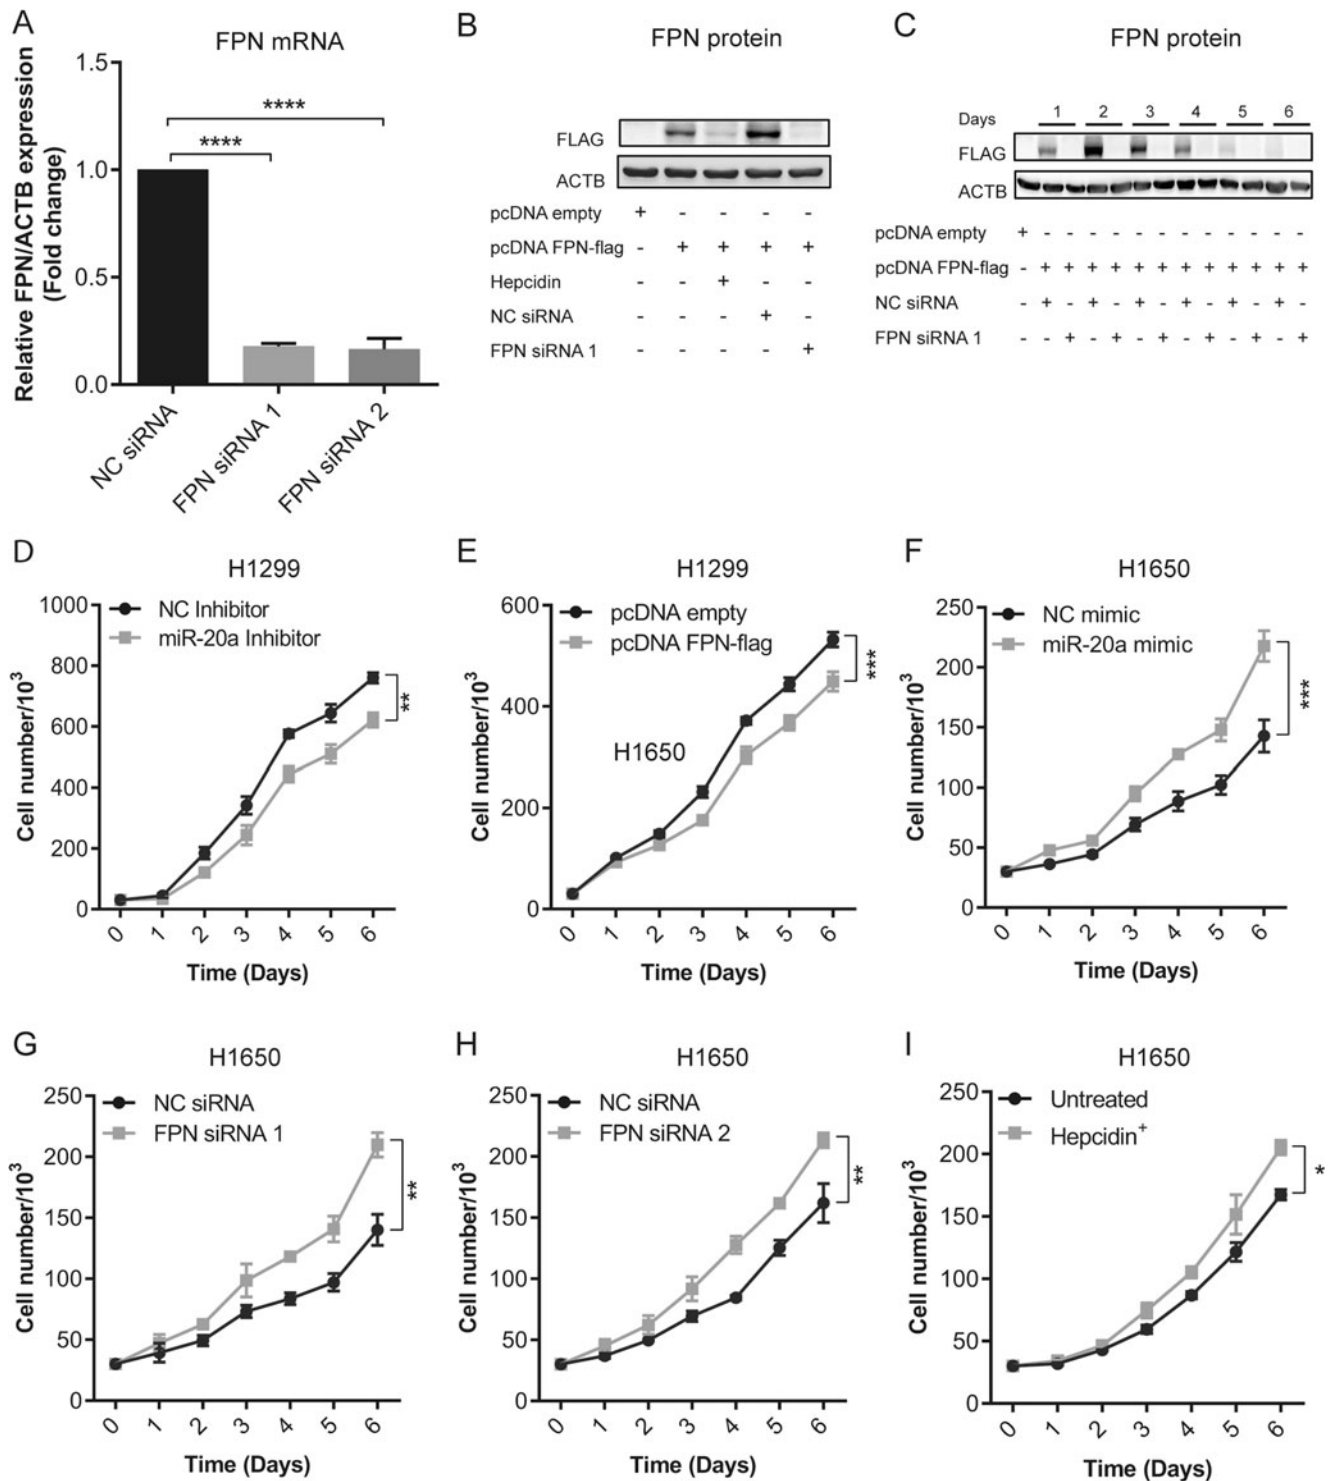 A
FPN mRNA
Relative FPN/ACTB expression
(Fold change)
1.5
1.0
0.5
0.0
****
****
NC siRNA
FPN siRNA 1
FPN siRNA 2
B
FPN protein
FLAG
ACTB
pcDNA empty + - - - -
pcDNA FPN-flag - + + + +
Hepcidin - - + - -
NC siRNA - - - + -
FPN siRNA 1 - - - - +
C
FPN protein
Days 1 2 3 4 5 6
FLAG
ACTB
pcDNA empty + - - - - - - - - - - - -
pcDNA FPN-flag - + + + + + + + + + + + +
NC siRNA - + - + - + - + - + - + -
FPN siRNA 1 - - + - + - + - + - + - +
D
H1299
NC Inhibitor
miR-20a Inhibitor
Cell number/10³
1000
800
600
400
200
0
**
0 1 2 3 4 5 6
Time (Days)
E
H1299
pcDNA empty
pcDNA FPN-flag
H1650
Cell number/10³
600
400
200
0
***
0 1 2 3 4 5 6
Time (Days)
F
H1650
NC mimic
miR-20a mimic
Cell number/10³
250
200
150
100
50
0
***
0 1 2 3 4 5 6
Time (Days)
G
H1650
NC siRNA
FPN siRNA 1
Cell number/10³
250
200
150
100
50
0
**
0 1 2 3 4 5 6
Time (Days)
H
H1650
NC siRNA
FPN siRNA 2
Cell number/10³
250
200
150
100
50
0
**
0 1 2 3 4 5 6
Time (Days)
I
H1650
Untreated
Hepcidin⁺
Cell number/10³
250
200
150
100
50
0
*
0 1 2 3 4 5 6
Time (Days)